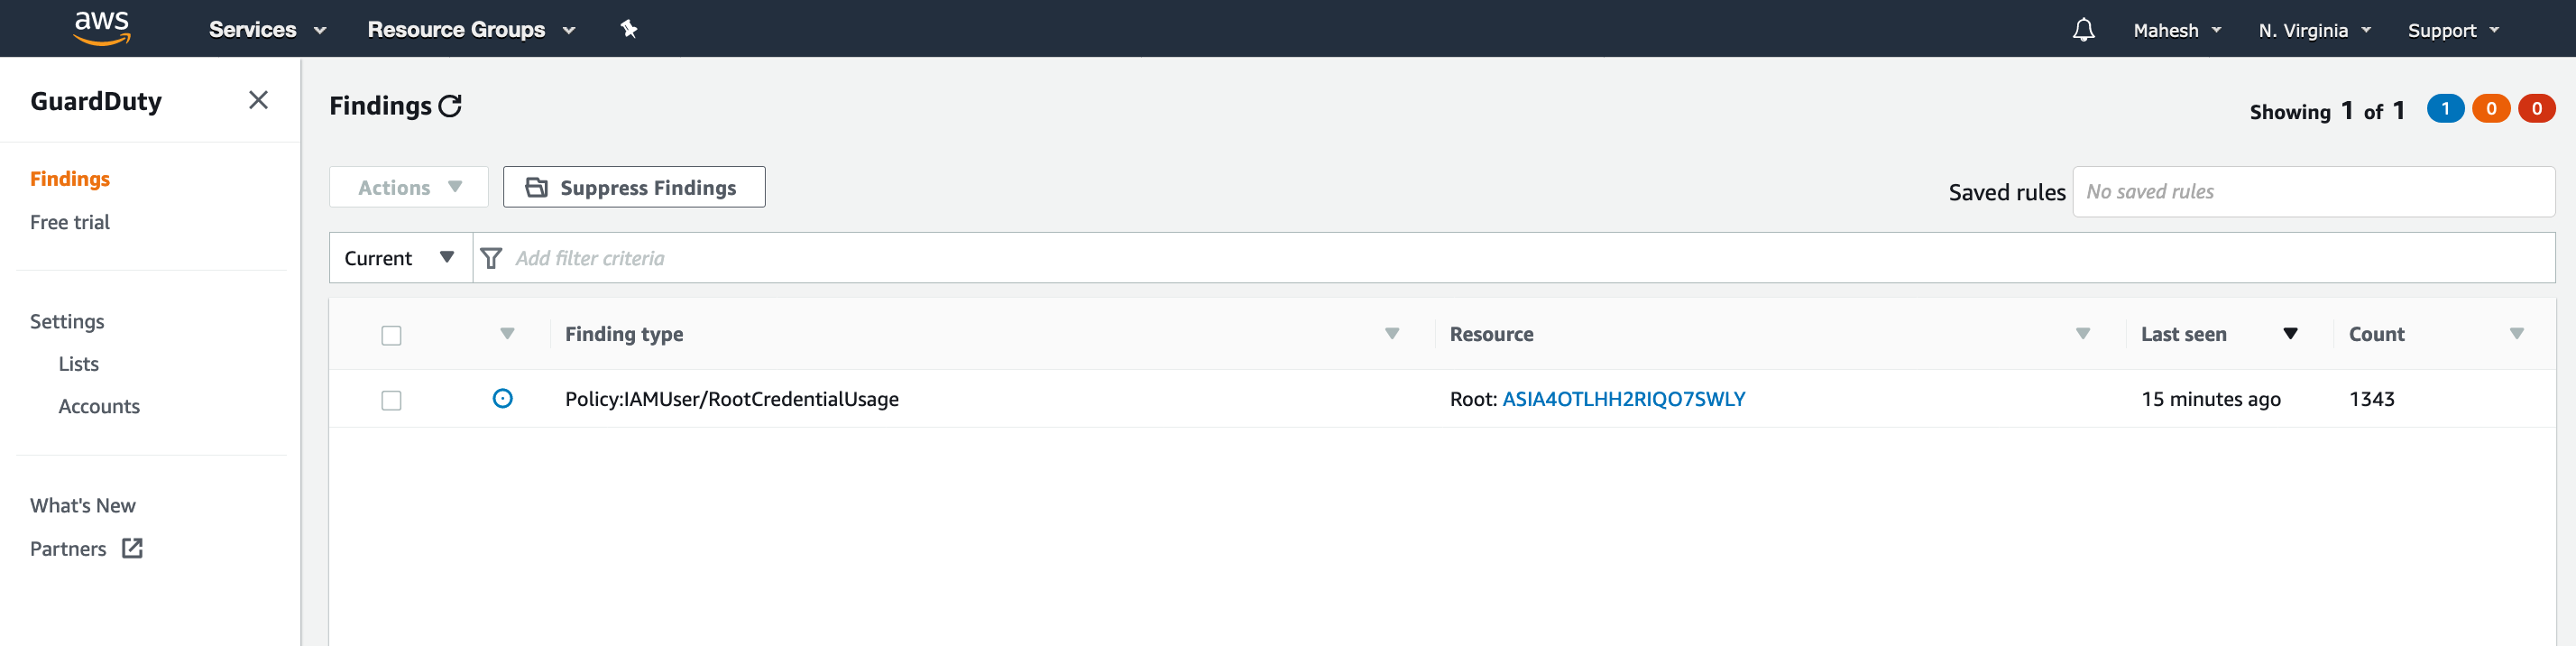 aws Services Resource Groups Mahesh N. Virginia Support
GuardDuty
Findings
Free trial
Settings
Lists
Accounts
What's New
Partners
Findings
Showing 1 of 1 1 0 0
Actions Suppress Findings
Saved rules No saved rules
Current Add filter criteria
Finding type Resource Last seen Count
Policy:IAMUser/RootCredentialUsage Root: ASIA4OTLHH2RIQO7SWLY 15 minutes ago 1343